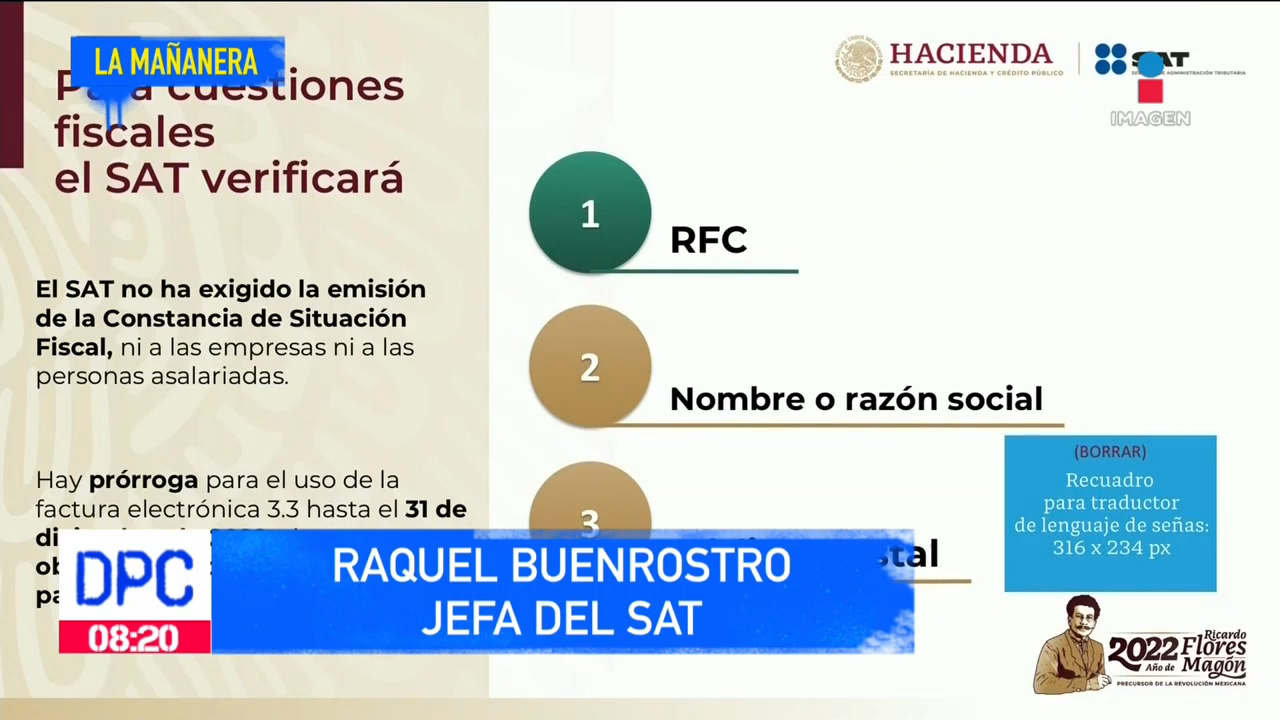 LA MAÑANERA
Para cuestiones
fiscales
el SAT verificará
El SAT no ha exigido la emisión
de la Constancia de Situación
Fiscal, ni a las empresas ni a las
personas asalariadas.
Hay prórroga para el uso de la
factura electrónica 3.3 hasta el 31 de
HACIENDA
SECRETARÍA DE HACIENDA Y CRÉDITO PÚBLICO
SAT
ADMINISTRACIÓN TRIBUTARIA
IMAGEN
1
RFC
2
Nombre o razón social
3
(BORRAR)
Recuadro
para traductor
de lenguaje de señas:
316 x 234 px
DPC
08:20
RAQUEL BUENROSTRO
JEFA DEL SAT
2022
Año de
Ricardo
Flores
Magón
PRECURSOR DE LA REVOLUCIÓN MEXICANA